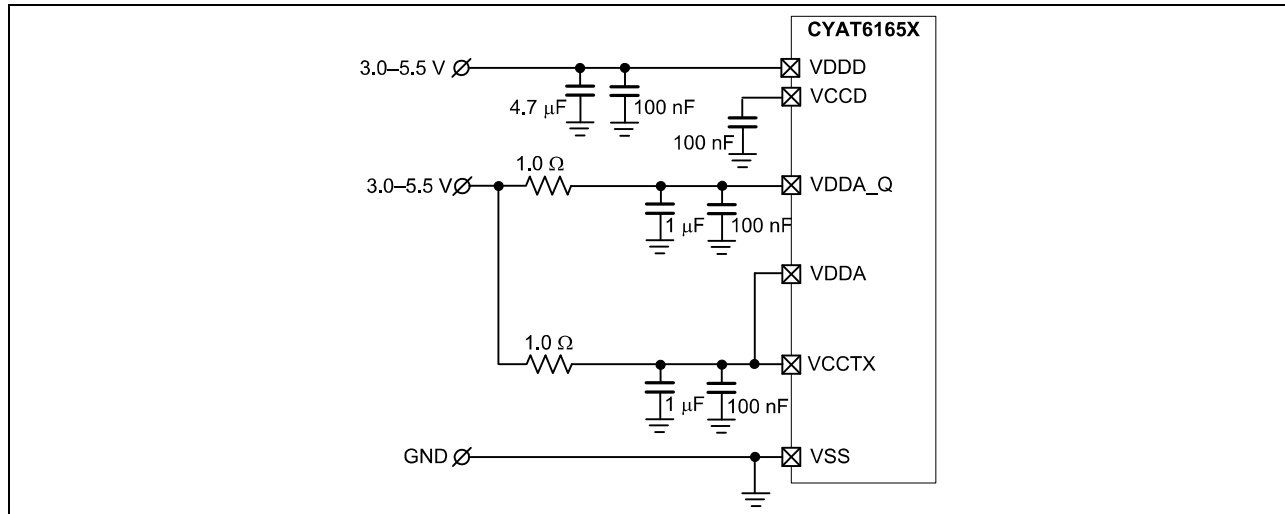 CYAT6165X
3.0–5.5 V
VDDD
VCCD
4.7 μF
100 nF
100 nF
1.0 Ω
3.0–5.5 V
VDDA_Q
1 μF
100 nF
VDDA
1.0 Ω
VCCTX
1 μF
100 nF
GND
VSS